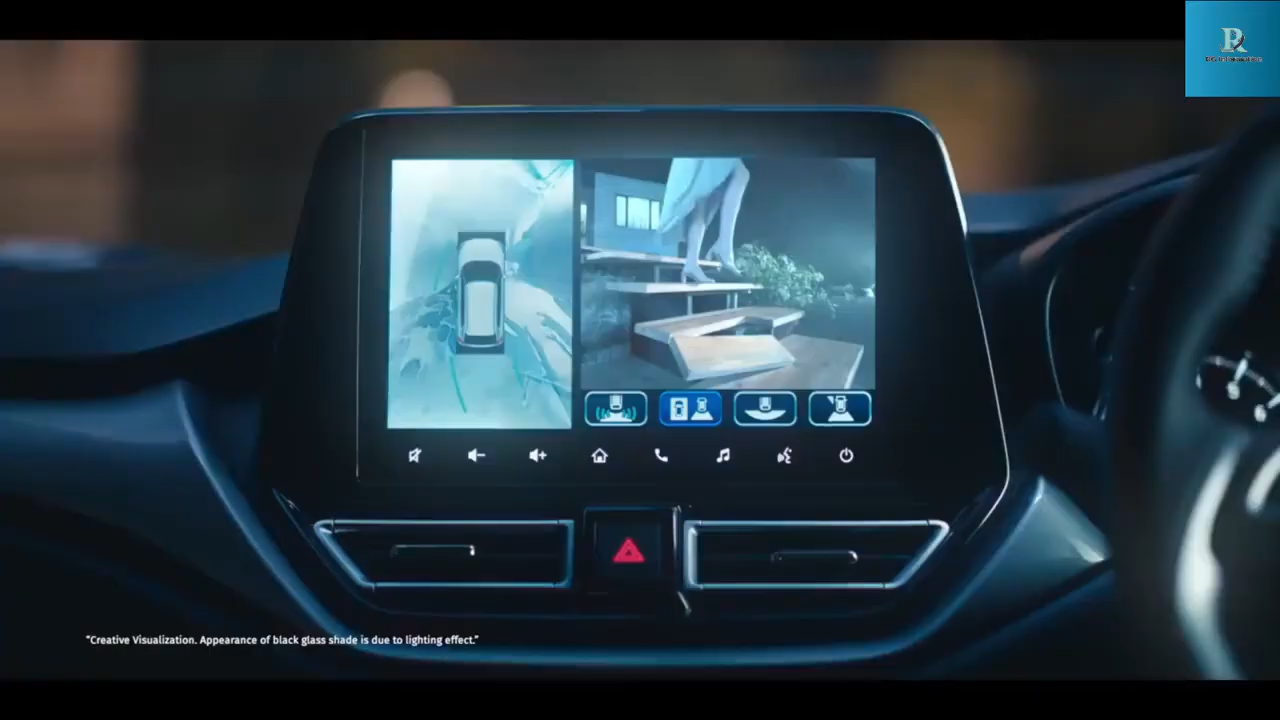 "Creative Visualization. Appearance of black glass shade is due to lighting effect."